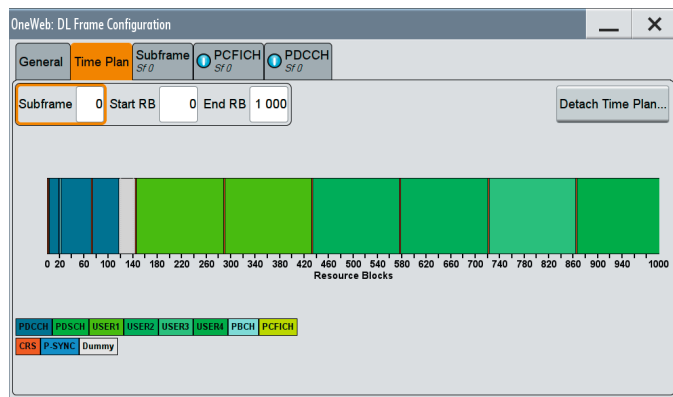 OneWeb: DL Frame Configuration
General Time Plan Subframe Sf 0 PCFICH Sf 0 PDCCH Sf 0
Subframe 0 Start RB 0 End RB 1 000 Detach Time Plan...
0 20 60 100 140 180 220 260 300 340 380 420 460 500 540 580 620 660 700 740 780 820 860 900 940 1000
Resource Blocks
PDCCH PDSCH USER1 USER2 USER3 USER4 PBCH PCFICH
CRS P-SYNC Dummy